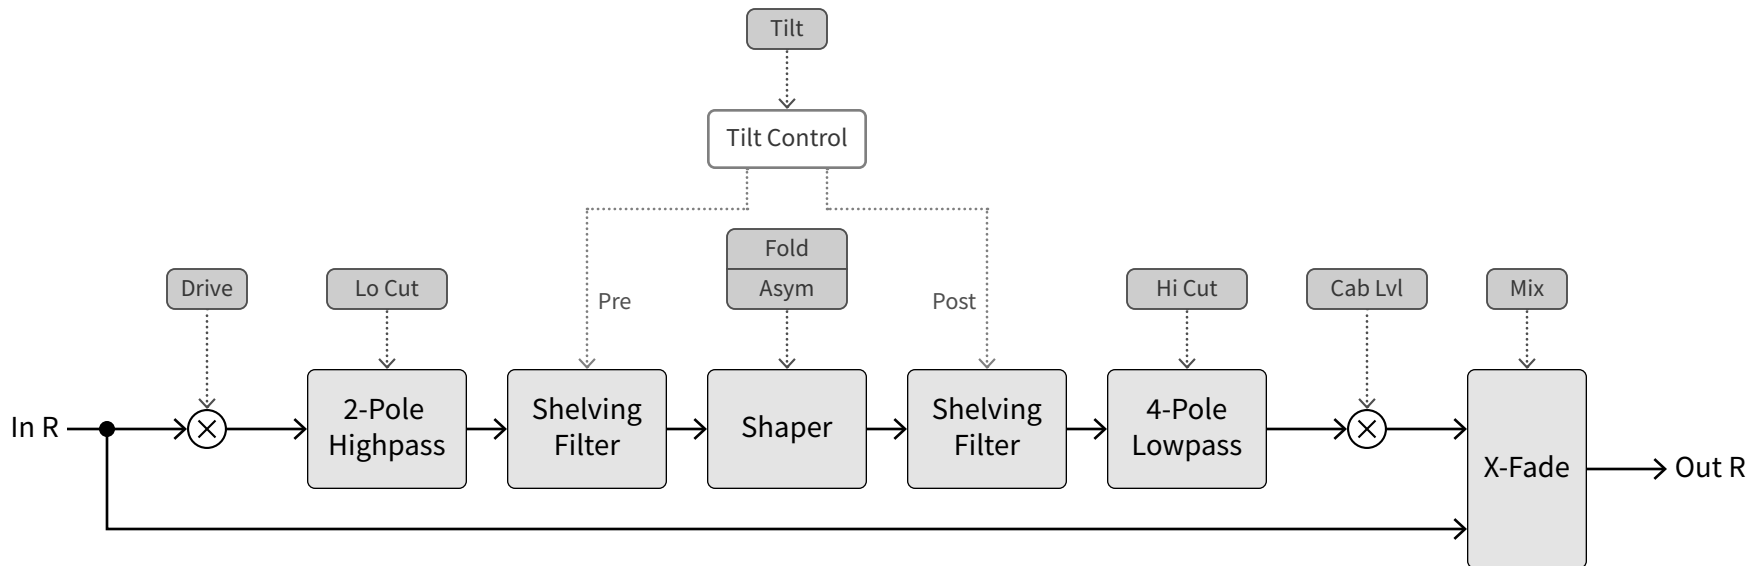 Tilt
Tilt Control
Fold
Drive
Lo Cut
Pre
Asym
Post
Hi Cut
Cab Lvl
Mix
In R
2-Pole
Highpass
Shelving
Filter
Shaper
Shelving
Filter
4-Pole
Lowpass
X-Fade
Out R